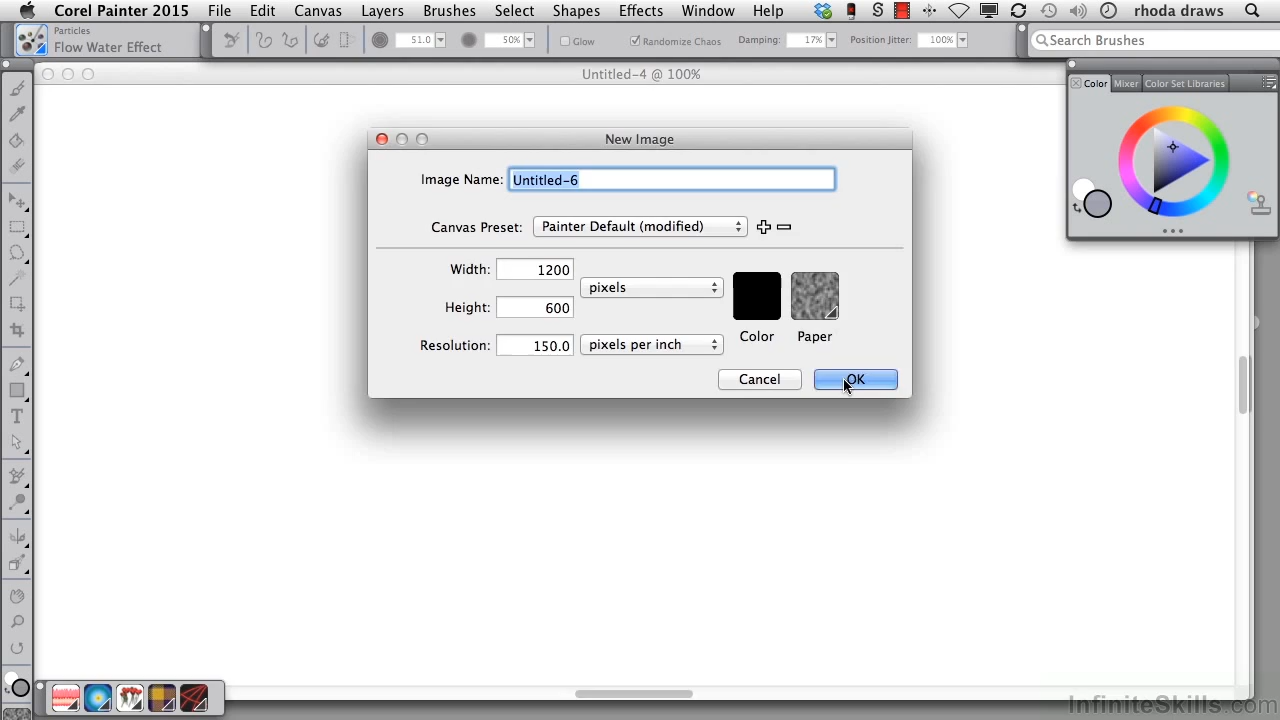 Corel Painter 2015 File Edit Canvas Layers Brushes Select Shapes Effects Window Help rhoda draws
Particles
Flow Water Effect
51.0 50% Glow Randomize Chaos Damping: 17% Position Jitter: 100% Search Brushes
Untitled-4 @ 100%
Color Mixer Color Set Libraries
New Image
Image Name: Untitled-6
Canvas Preset: Painter Default (modified)
Width: 1200
pixels
Height: 600
Color Paper
Resolution: 150.0 pixels per inch
Cancel OK
InfiniteSkills.com